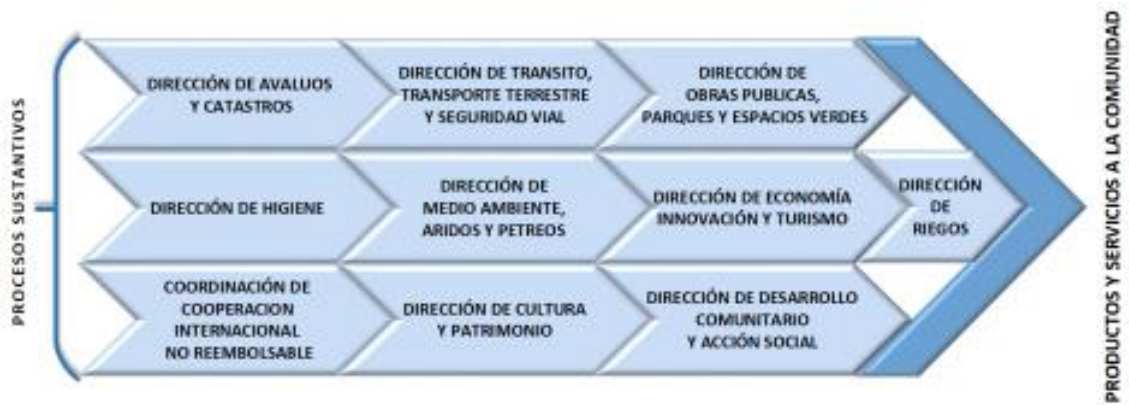 PROCESOS SUSTANTIVOS
DIRECCIÓN DE AVALUOS
Y CATASTROS
DIRECCIÓN DE TRANSITO,
TRANSPORTE TERRESTRE
Y SEGURIDAD VIAL
DIRECCIÓN DE
OBRAS PUBLICAS,
PARQUES Y ESPACIOS VERDES
DIRECCIÓN DE HIGIENE
DIRECCIÓN DE
MEDIO AMBIENTE,
ARIDOS Y PETREOS
DIRECCIÓN DE ECONOMÍA
INNOVACIÓN Y TURISMO
DIRECCIÓN
DE
RIEGOS
COORDINACIÓN DE
COOPERACION
INTERNACIONAL
NO REEMBOLSABLE
DIRECCIÓN DE CULTURA
Y PATRIMONIO
DIRECCIÓN DE DESARROLLO
COMUNITARIO
Y ACCIÓN SOCIAL
PRODUCTOS Y SERVICIOS A LA COMUNIDAD